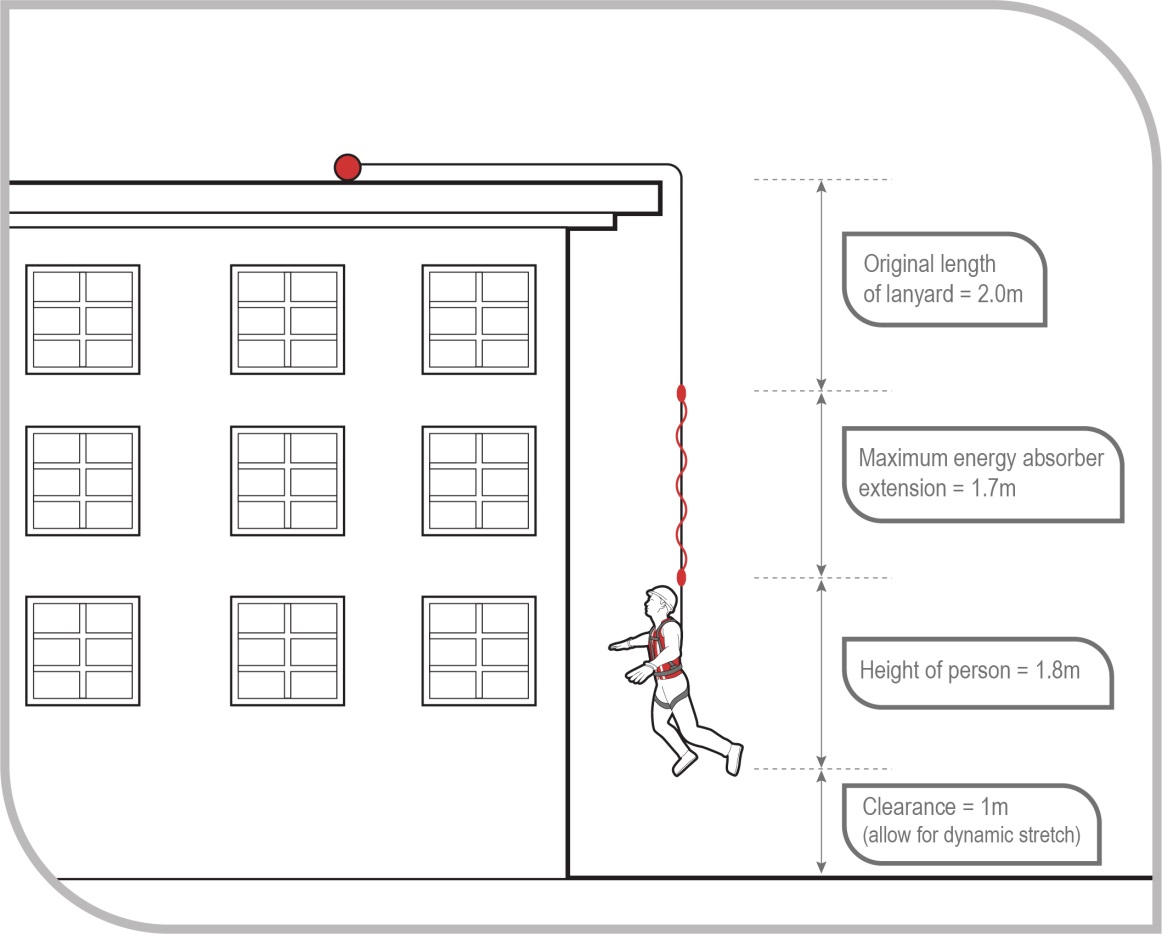 Original length
of lanyard = 2.0m
Maximum energy absorber
extension = 1.7m
Height of person = 1.8m
Clearance = 1m
(allow for dynamic stretch)